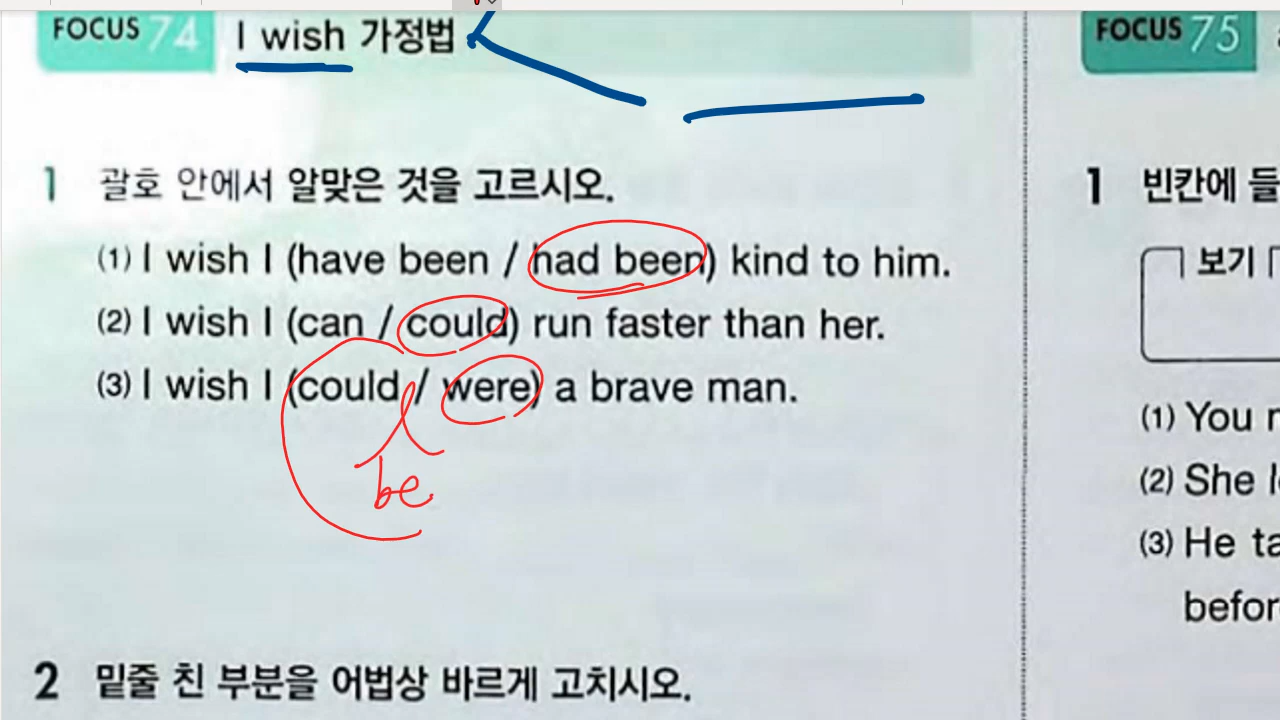 FOCUS 74 I wish 가정법
1 괄호 안에서 알맞은 것을 고르시오.
(1) I wish I (have been / had been) kind to him.
(2) I wish I (can / could) run faster than her.
(3) I wish I (could / were) a brave man.
be
2 밑줄 친 부분을 어법상 바르게 고치시오.
FOCUS 75
1 빈칸에 들
보기
(1) You
(2) She
(3) He